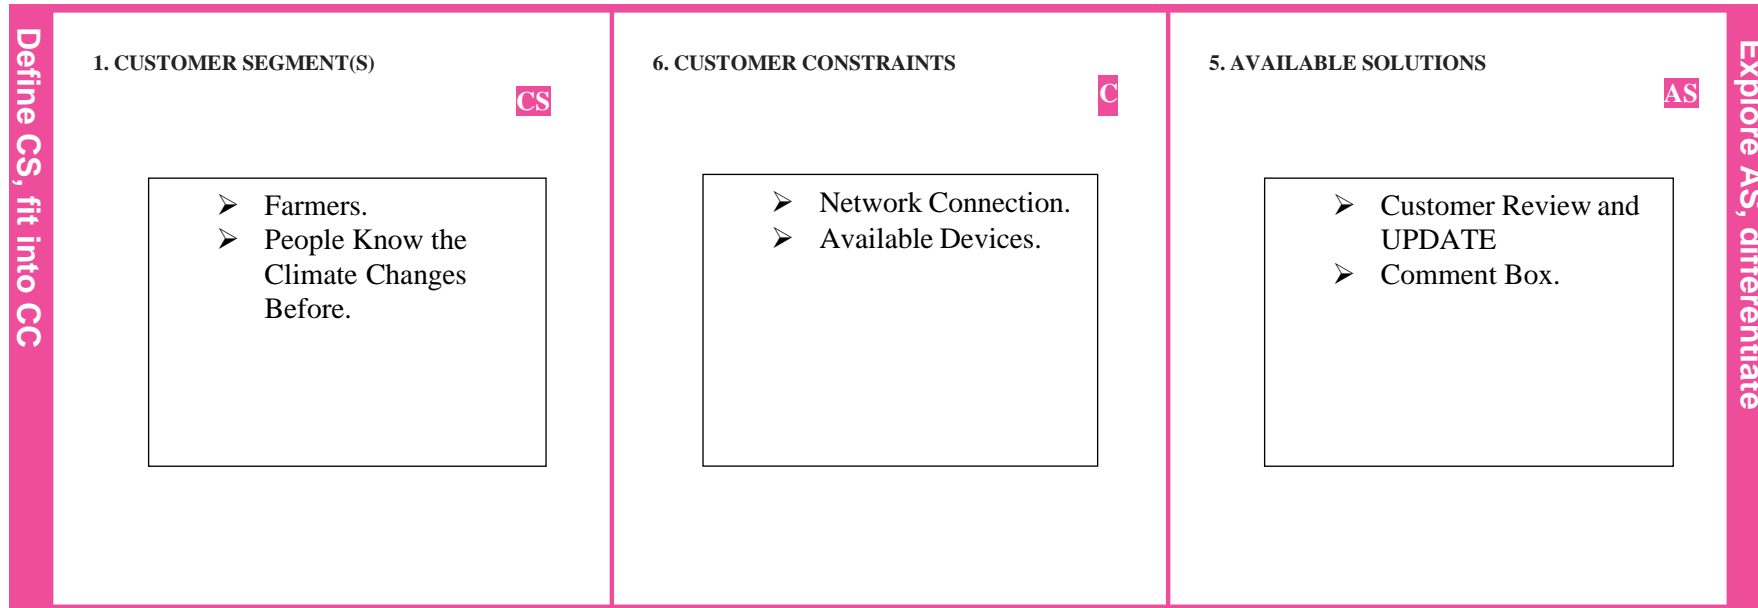 Define CS, fit into CC
1. CUSTOMER SEGMENT(S)
CS
➢ Farmers.
➢ People Know the
Climate Changes
Before.
6. CUSTOMER CONSTRAINTS
C
➢ Network Connection.
➢ Available Devices.
5. AVAILABLE SOLUTIONS
AS
➢ Customer Review and
UPDATE
➢ Comment Box.
Explore AS, differentiate